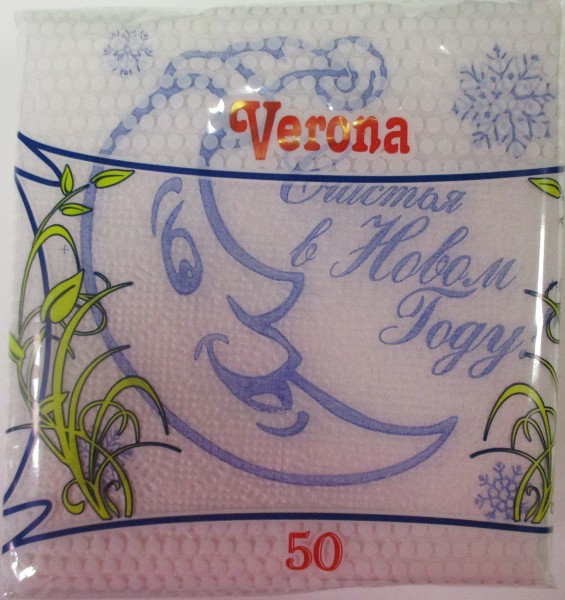 Verona
Счастья
в Новом
Году!
50